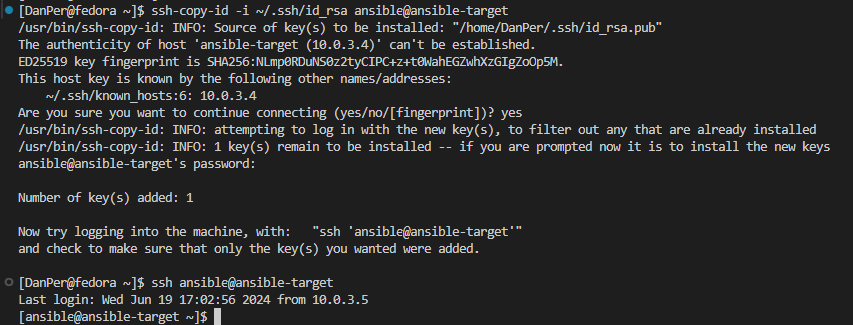 [DanPer@fedora ~]$ ssh-copy-id -i ~/.ssh/id_rsa ansible@ansible-target
/usr/bin/ssh-copy-id: INFO: Source of key(s) to be installed: "/home/DanPer/.ssh/id_rsa.pub"
The authenticity of host 'ansible-target (10.0.3.4)' can't be established.
ED25519 key fingerprint is SHA256:NLmp0RDuNS0z2tyCIPC+z+t0WahEGZwhXzGIgZoOp5M.
This host key is known by the following other names/addresses:
    ~/.ssh/known_hosts:6: 10.0.3.4
Are you sure you want to continue connecting (yes/no/[fingerprint])? yes
/usr/bin/ssh-copy-id: INFO: attempting to log in with the new key(s), to filter out any that are already installed
/usr/bin/ssh-copy-id: INFO: 1 key(s) remain to be installed -- if you are prompted now it is to install the new keys
ansible@ansible-target's password:
Number of key(s) added: 1
Now try logging into the machine, with:   "ssh 'ansible@ansible-target'"
and check to make sure that only the key(s) you wanted were added.
[DanPer@fedora ~]$ ssh ansible@ansible-target
Last login: Wed Jun 19 17:02:56 2024 from 10.0.3.5
[ansible@ansible-target ~]$